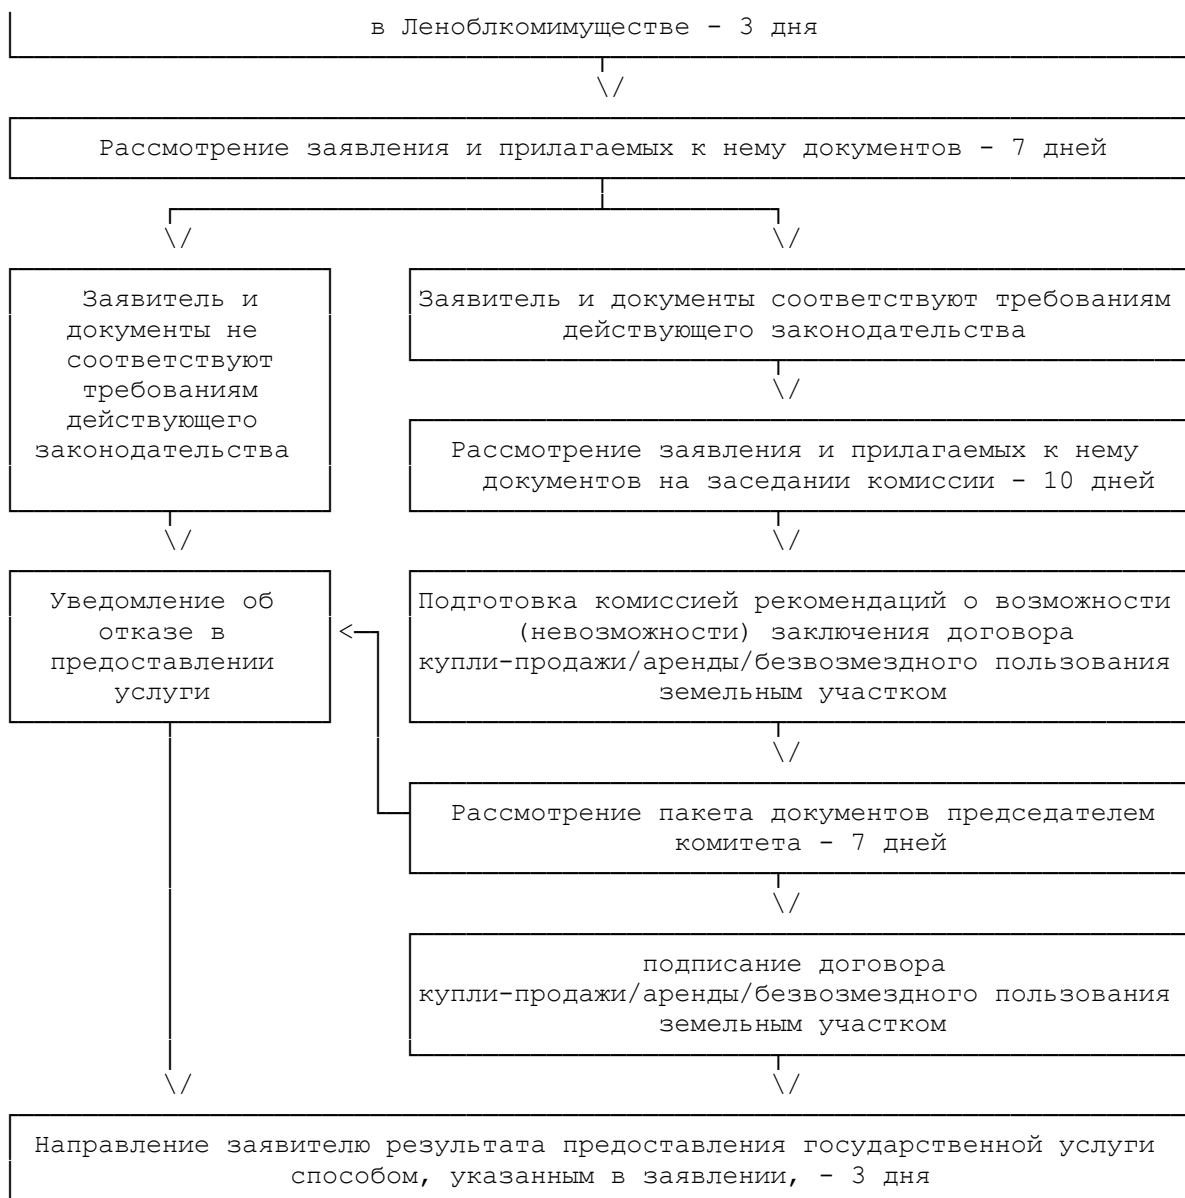 в Леноблкомимуществе - 3 дня
\/
Рассмотрение заявления и прилагаемых к нему документов - 7 дней
\/
\/
Заявитель и
документы не
соответствуют
требованиям
действующего
законодательства
Заявитель и документы соответствуют требованиям
действующего законодательства
\/
Рассмотрение заявления и прилагаемых к нему
документов на заседании комиссии - 10 дней
\/
\/
Уведомление об
отказе в
предоставлении
услуги
<
Подготовка комиссией рекомендаций о возможности
(невозможности) заключения договора
купли-продажи/аренды/безвозмездного пользования
земельным участком
\/
Рассмотрение пакета документов председателем
комитета - 7 дней
\/
подписание договора
купли-продажи/аренды/безвозмездного пользования
земельным участком
\/
\/
Направление заявителю результата предоставления государственной услуги
способом, указанным в заявлении, - 3 дня